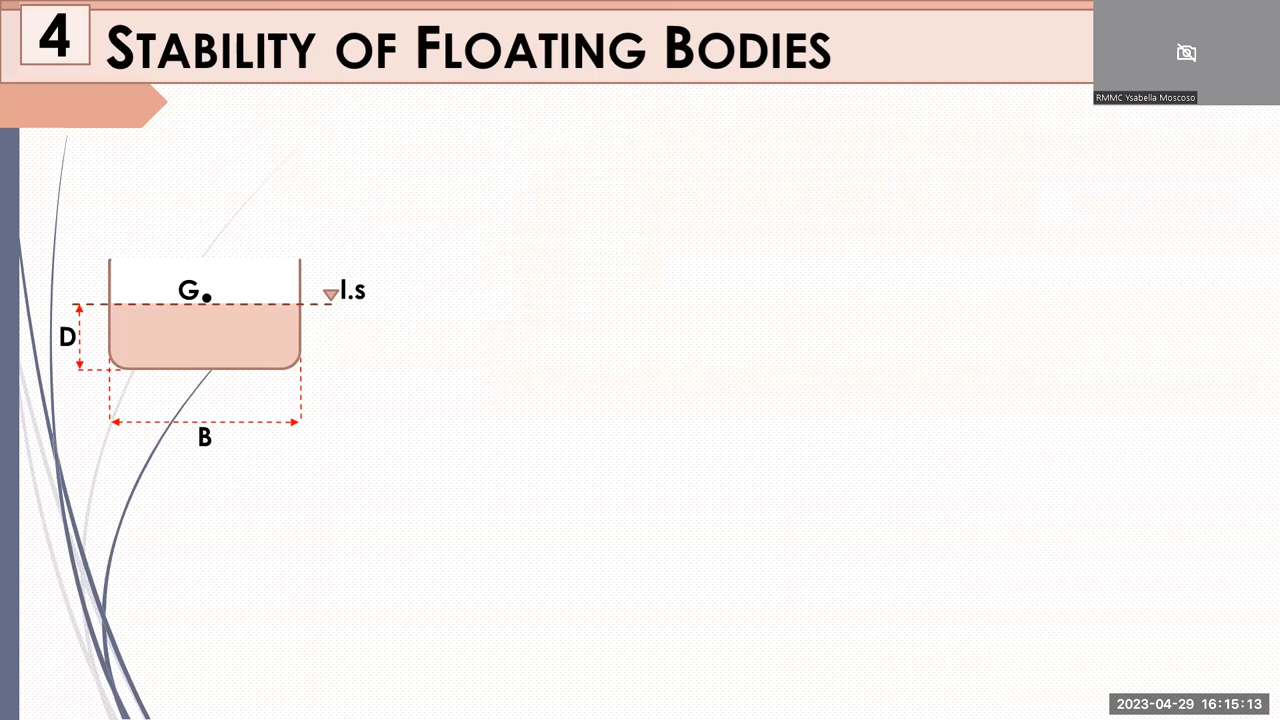 4
STABILITY OF FLOATING BODIES
RMMC Ysabella Moscoso
G
l.s
D
B
2023-04-29 16:15:13